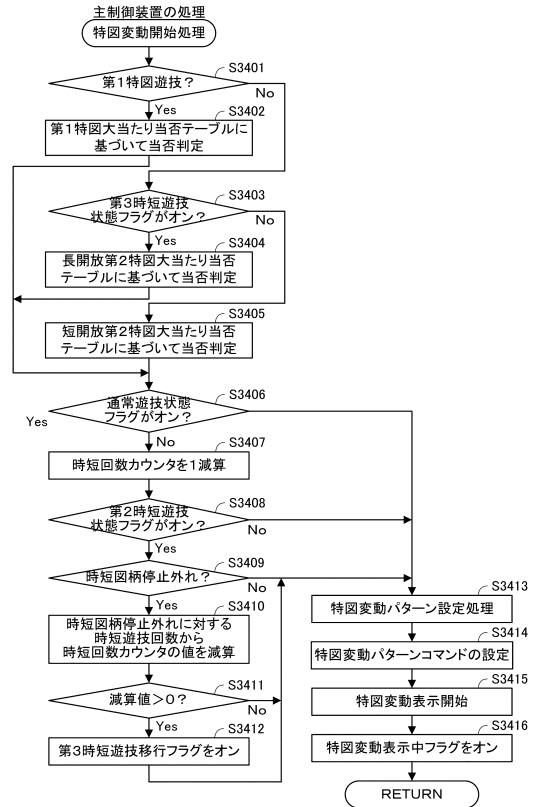 主制御装置の処理
特図変動開始処理
S3401
第1特図遊技?
No
Yes
S3402
第1特図大当たり当否テーブルに
基づいて当否判定
S3403
第3時短遊技
状態フラグがオン?
No
Yes
S3404
長開放第2特図大当たり当否
テーブルに基づいて当否判定
S3405
短開放第2特図大当たり当否
テーブルに基づいて当否判定
S3406
通常遊技状態
フラグがオン?
Yes
No
S3407
時短回数カウンタを1減算
S3408
第2時短遊技
状態フラグがオン?
No
Yes
S3409
時短図柄停止外れ?
No
Yes
S3410
時短図柄停止外れに対する
時短遊技回数から
時短回数カウンタの値を減算
S3411
減算値>0?
No
Yes
S3412
第3時短遊技移行フラグをオン
S3413
特図変動パターン設定処理
S3414
特図変動パターンコマンドの設定
S3415
特図変動表示開始
S3416
特図変動表示中フラグをオン
RETURN